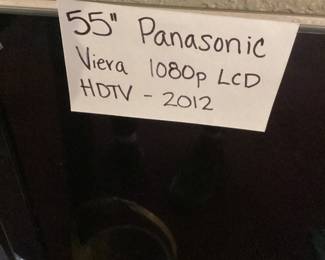 55" Panasonic
Viera 1080p LCD
HDTV - 2012